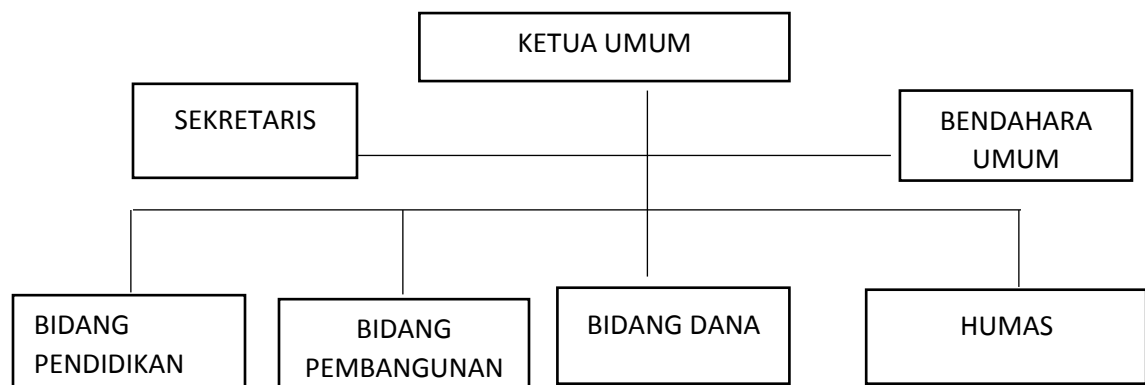 KETUA UMUM
SEKRETARIS
BENDAHARA
UMUM
BIDANG
PENDIDIKAN
BIDANG
PEMBANGUNAN
BIDANG DANA
HUMAS